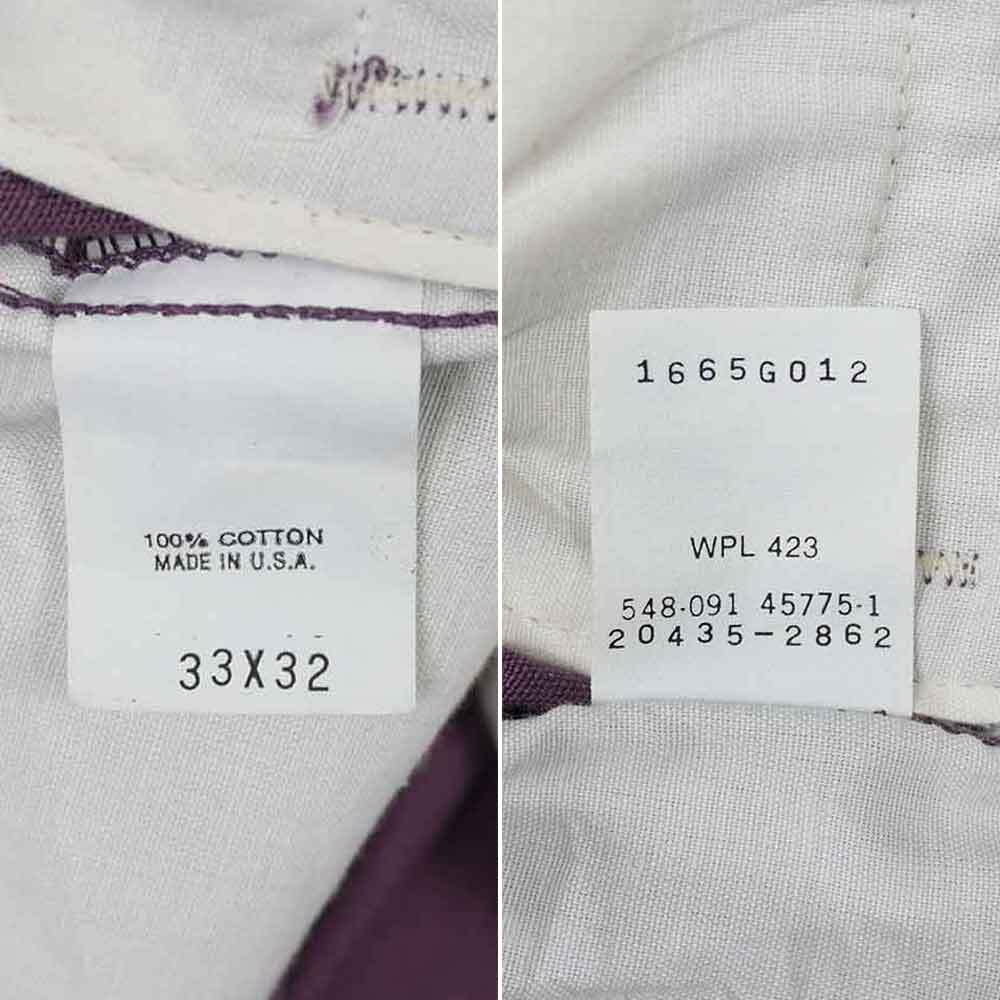 100% COTTON
MADE IN U.S.A.
33X32
1665G012
WPL 423
548-091 45775-1
20435-2862